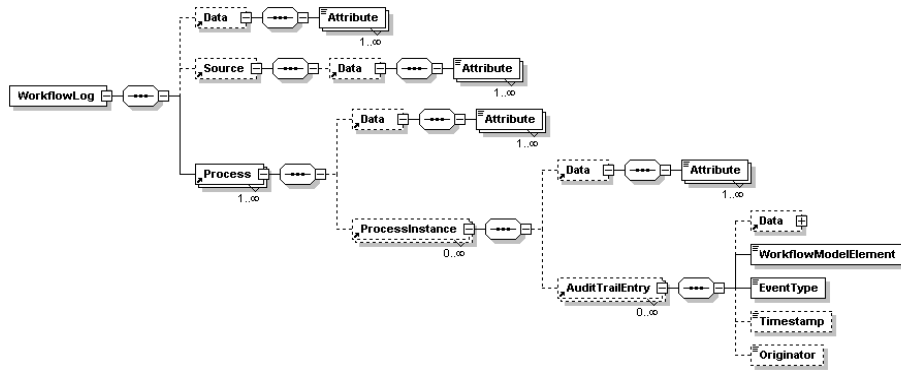 Data
Attribute
1..∞
Source
Data
Attribute
1..∞
WorkflowLog
Data
Attribute
1..∞
Process
1..∞
Data
Attribute
1..∞
ProcessInstance
0..∞
Data
WorkflowModelElement
AuditTrailEntry
0..∞
EventType
Timestamp
Originator